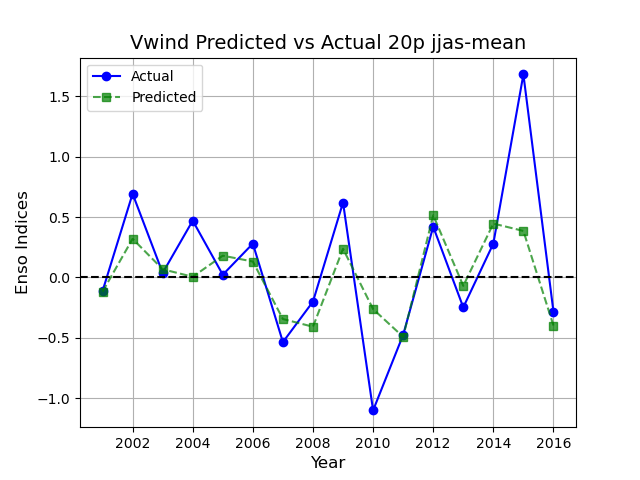 Vwind Predicted vs Actual 20p jjas-mean
Actual
Predicted
Enso Indices
1.5
1.0
0.5
0.0
−0.5
−1.0
2002 2004 2006 2008 2010 2012 2014 2016
Year